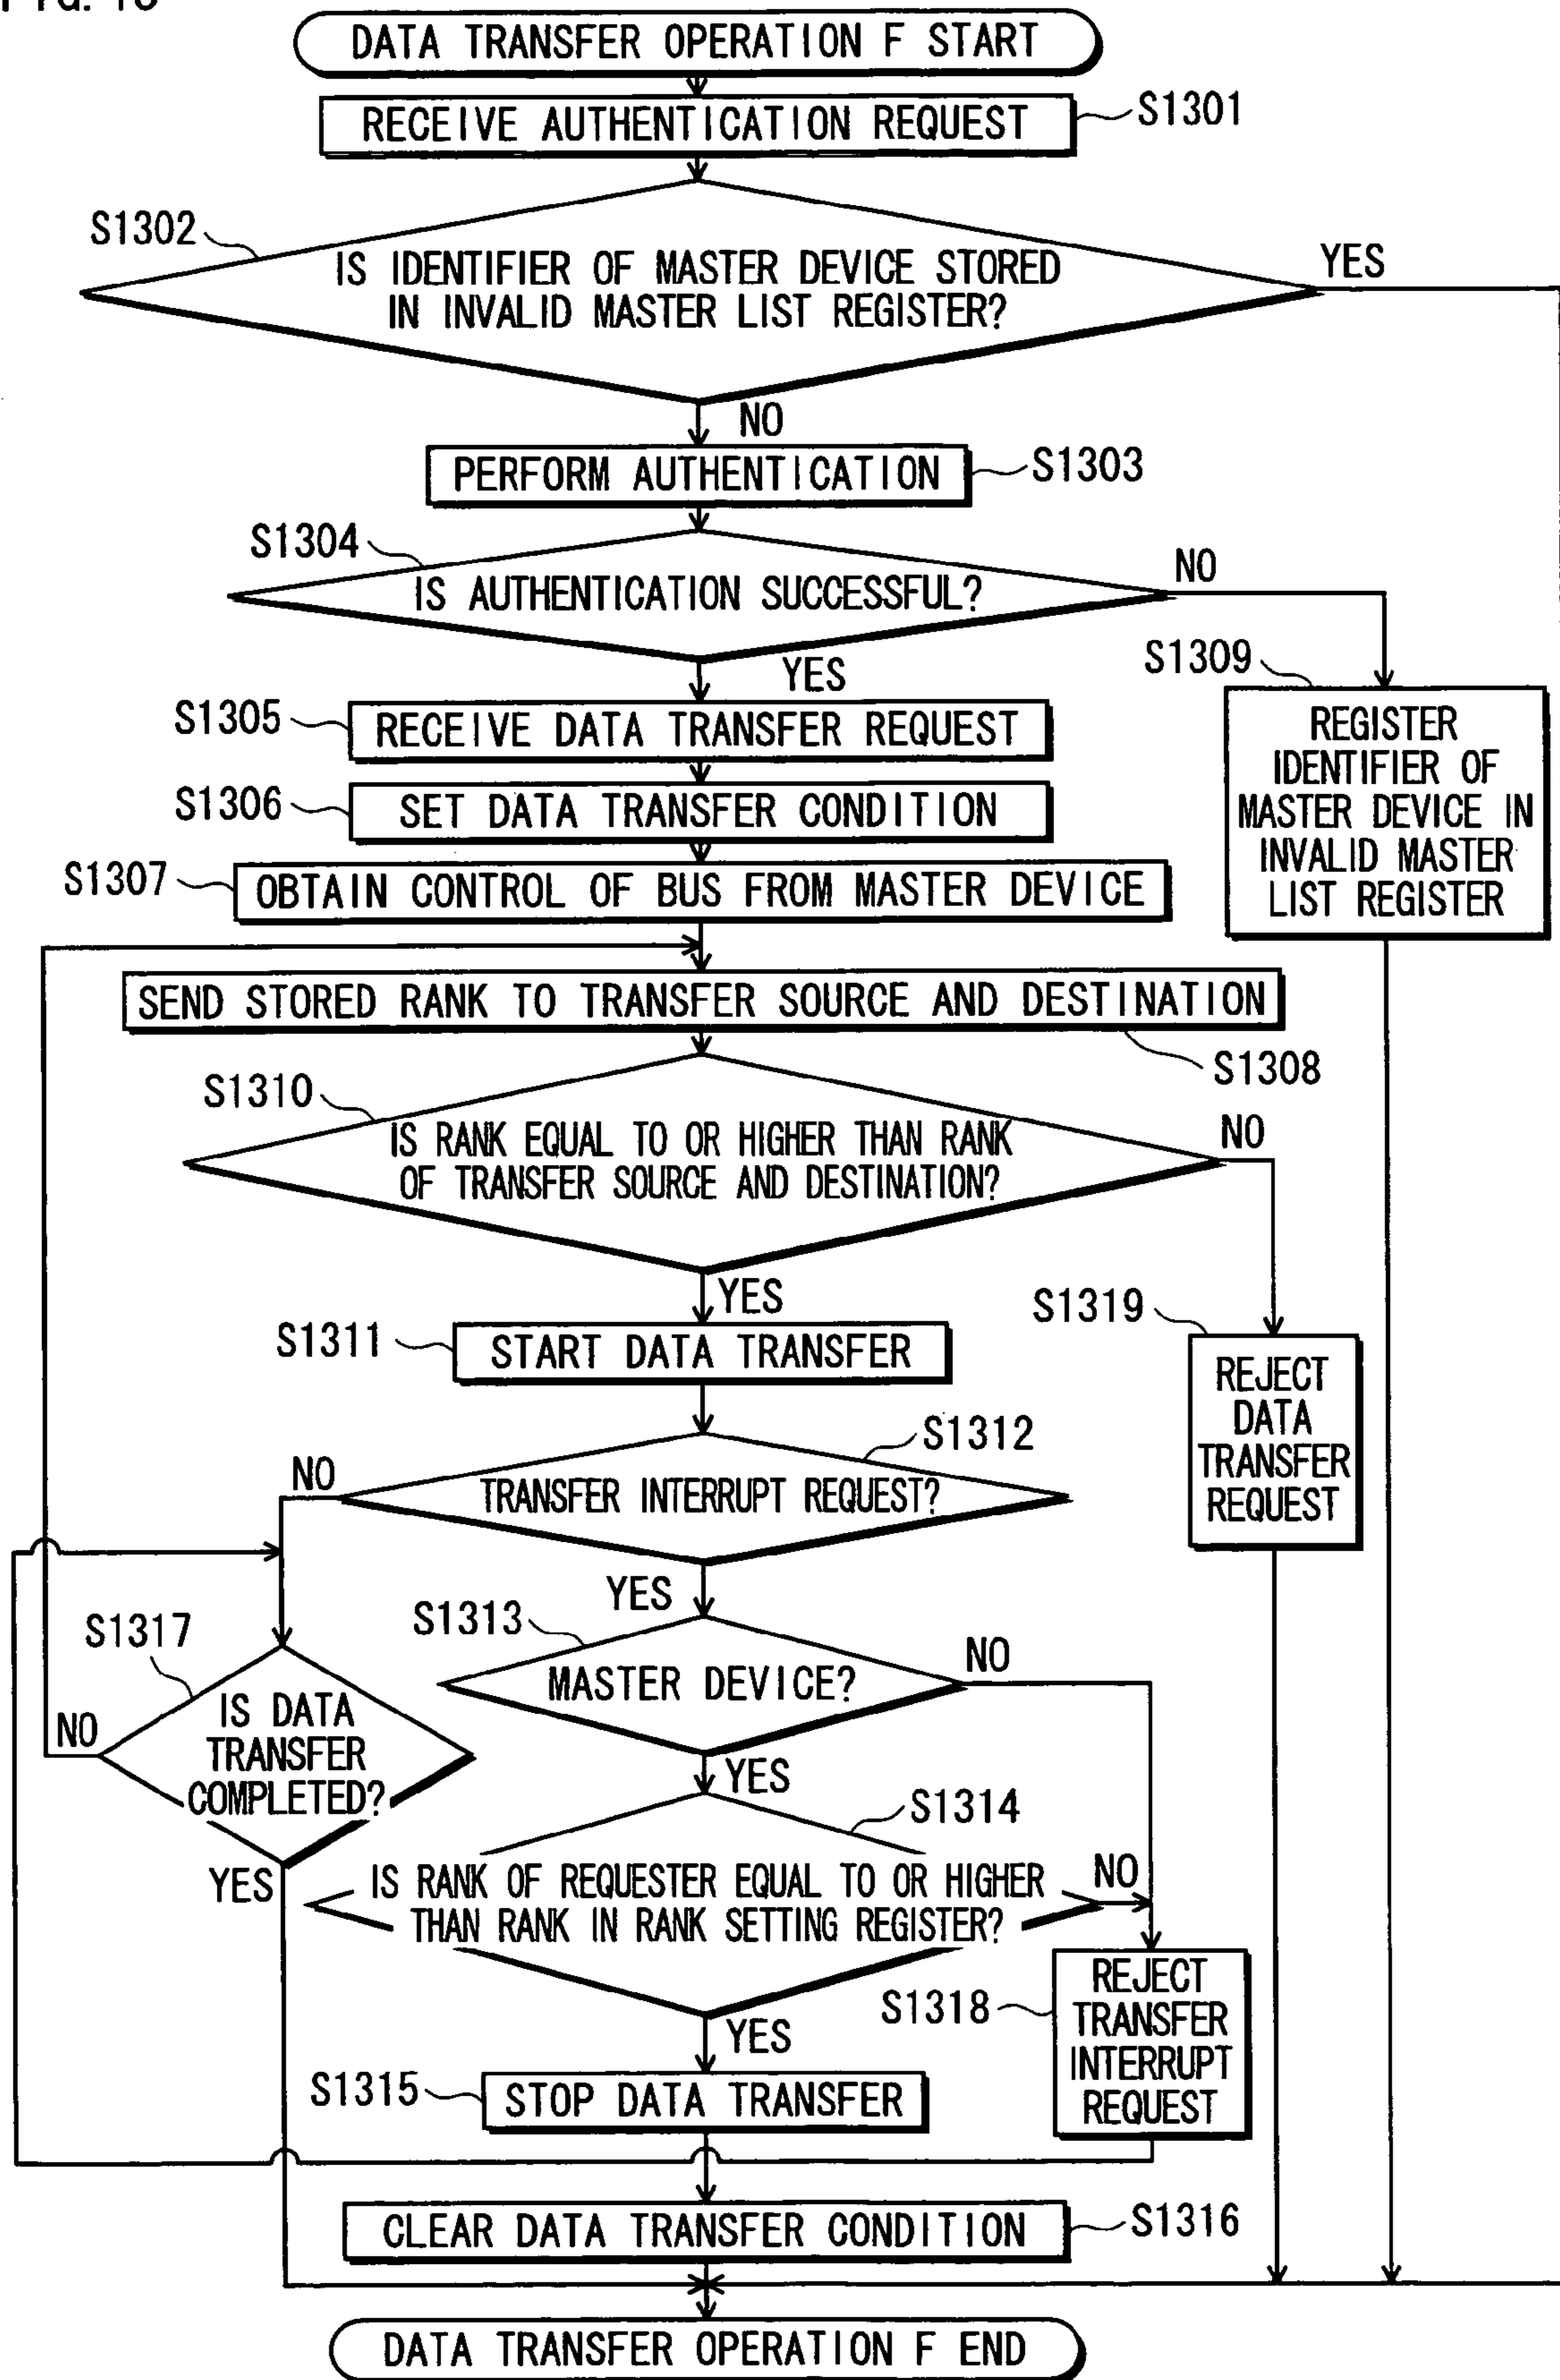 DATA TRANSFER OPERATION F START
RECEIVE AUTHENTICATION REQUEST
S1301
S1302
IS IDENTIFIER OF MASTER DEVICE STORED
IN INVALID MASTER LIST REGISTER?
YES
NO
PERFORM AUTHENTICATION
S1303
S1304
IS AUTHENTICATION SUCCESSFUL?
NO
YES
S1309
REGISTER
IDENTIFIER OF
MASTER DEVICE IN
INVALID MASTER
LIST REGISTER
S1305
RECEIVE DATA TRANSFER REQUEST
S1306
SET DATA TRANSFER CONDITION
S1307
OBTAIN CONTROL OF BUS FROM MASTER DEVICE
SEND STORED RANK TO TRANSFER SOURCE AND DESTINATION
S1308
S1310
IS RANK EQUAL TO OR HIGHER THAN RANK
OF TRANSFER SOURCE AND DESTINATION?
NO
YES
S1319
REJECT
DATA
TRANSFER
REQUEST
S1311
START DATA TRANSFER
S1312
TRANSFER INTERRUPT REQUEST?
NO
YES
S1317
IS DATA
TRANSFER
COMPLETED?
NO
YES
S1313
MASTER DEVICE?
NO
YES
S1314
IS RANK OF REQUESTER EQUAL TO OR HIGHER
THAN RANK IN RANK SETTING REGISTER?
NO
YES
S1318
REJECT
TRANSFER
INTERRUPT
REQUEST
S1315
STOP DATA TRANSFER
CLEAR DATA TRANSFER CONDITION
S1316
DATA TRANSFER OPERATION F END